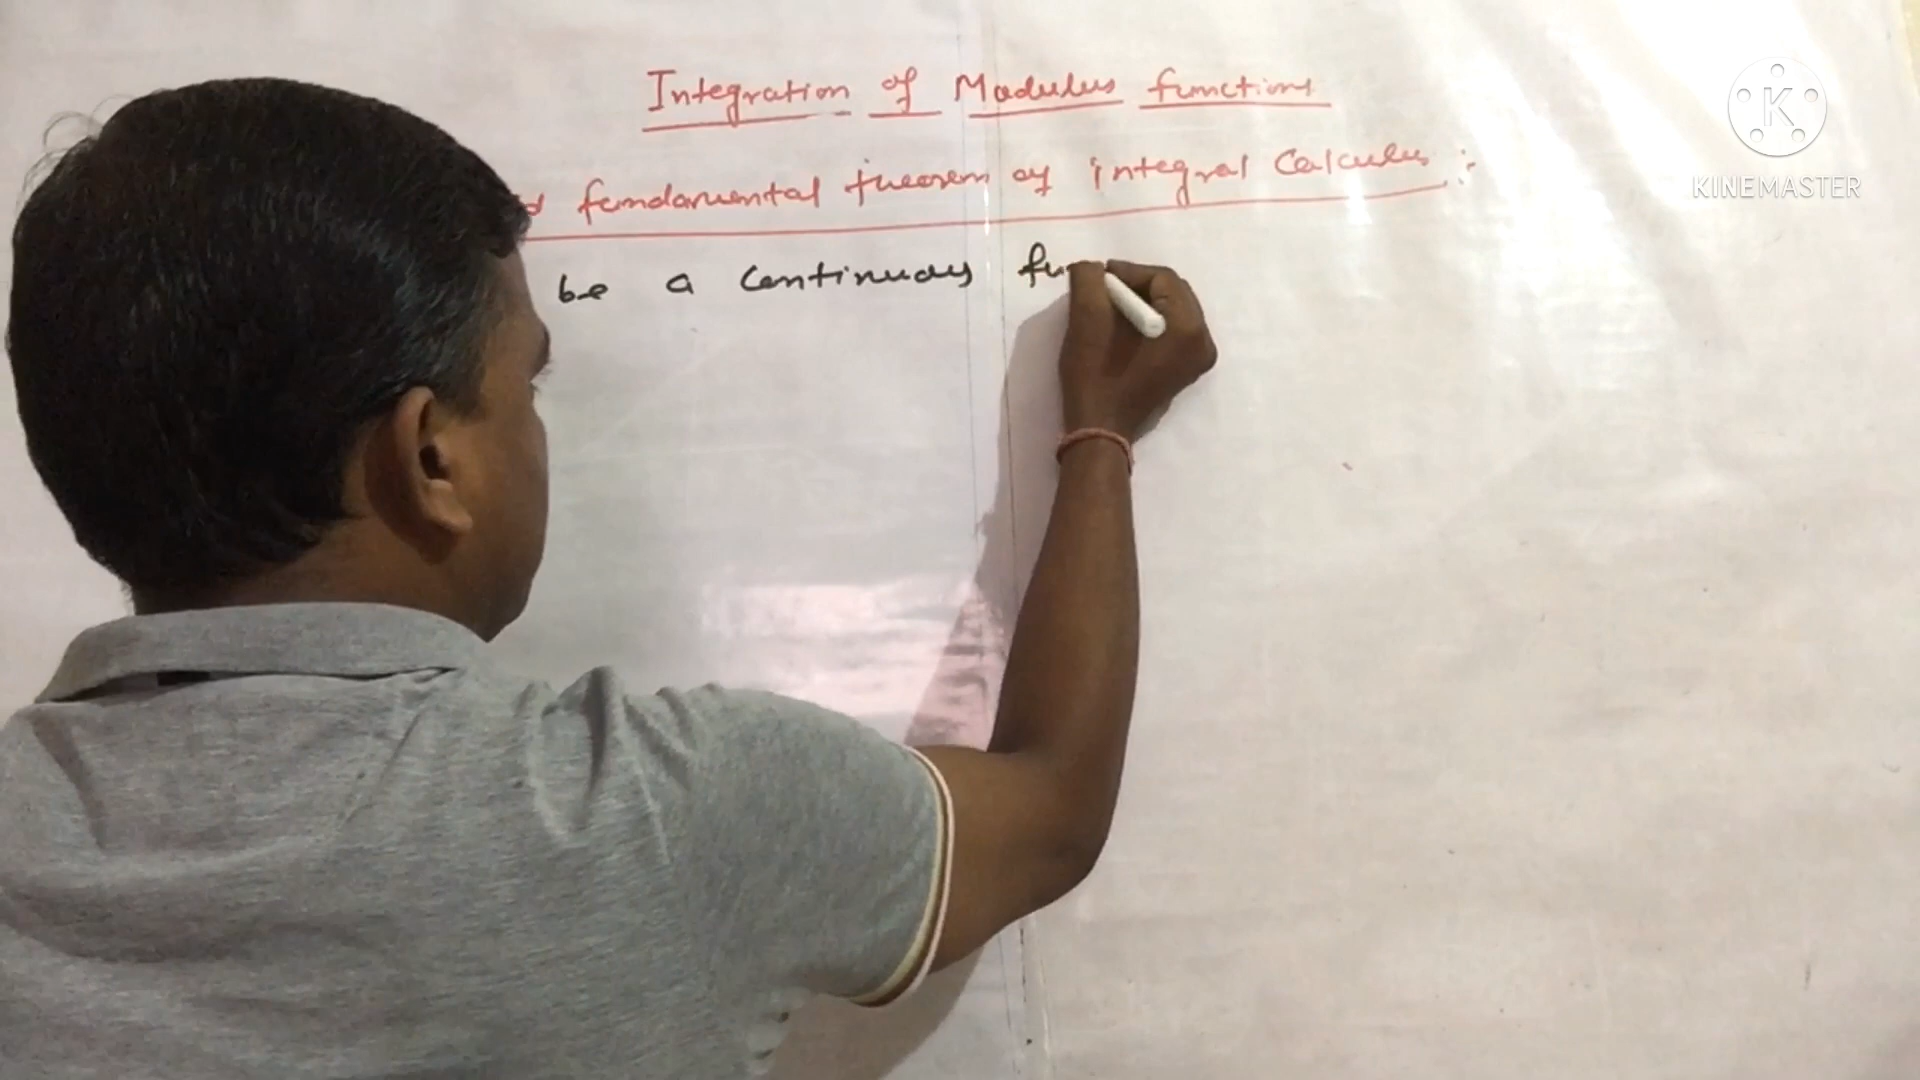 Integration of Modulus functions
fundamental theorem of integral Calculus :-
be a Continuous fu
K
KINEMASTER